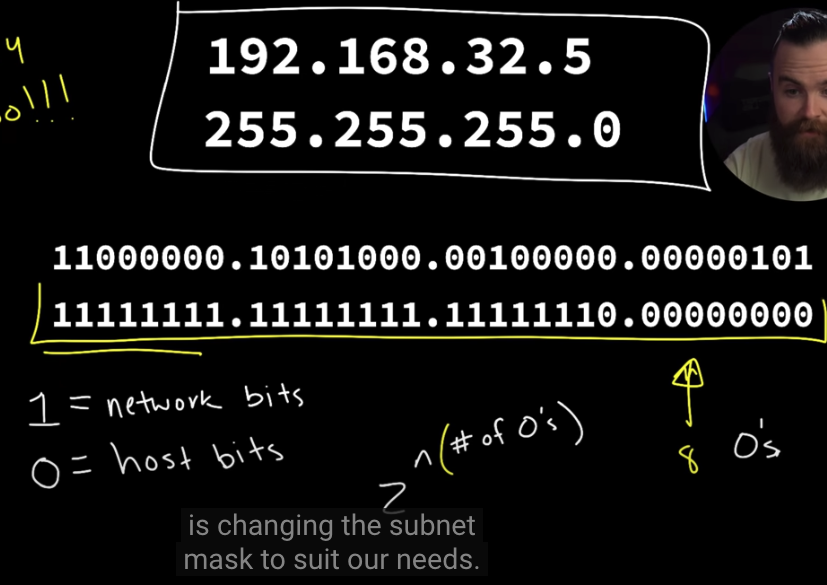 192.168.32.5
255.255.255.0
11000000.10101000.00100000.00000101
11111111.11111111.11111110.00000000
1 = network bits
0 = host bits
2^n (# of 0's)
8 0's
is changing the subnet
mask to suit our needs.